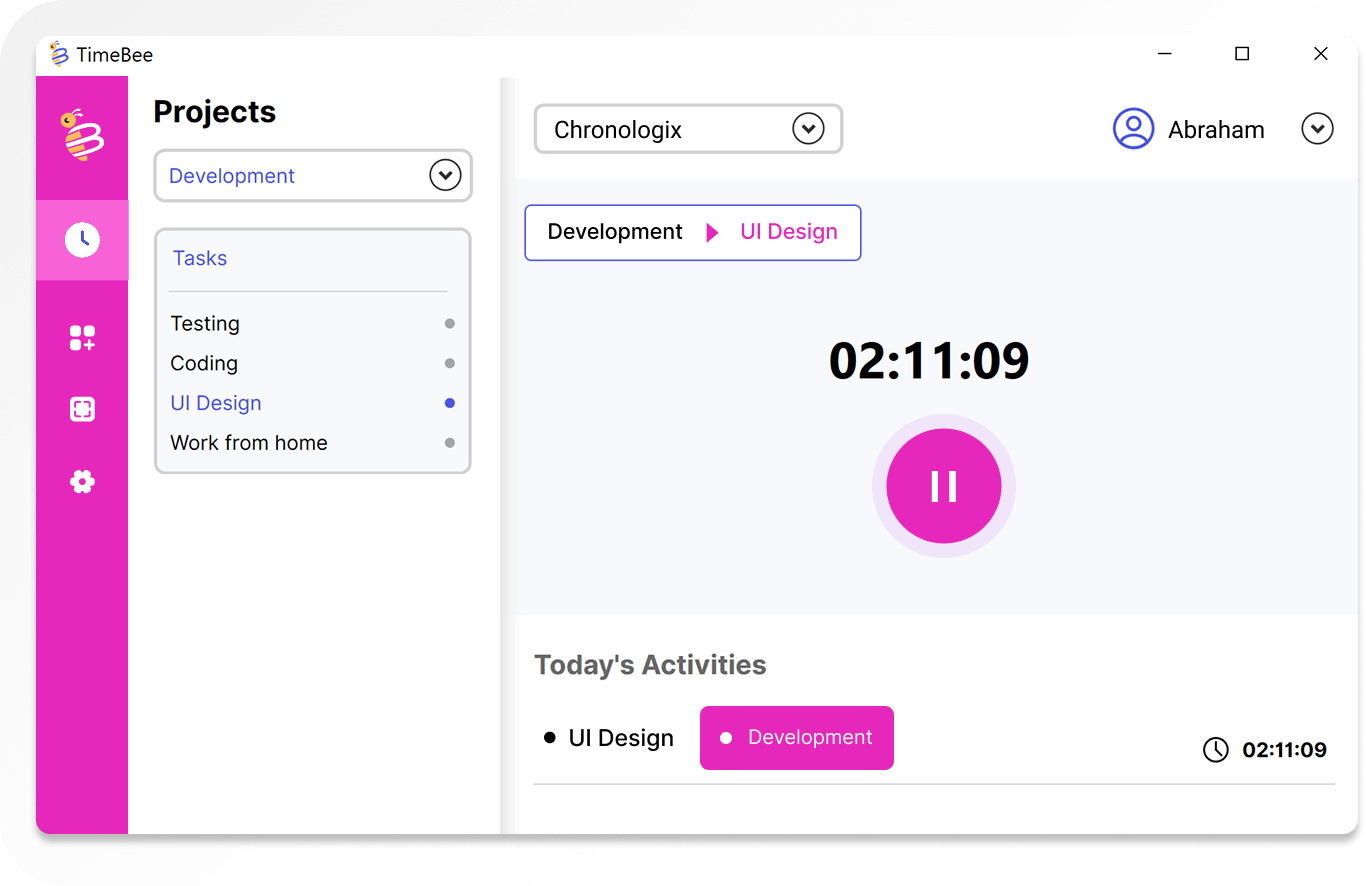 TimeBee
Projects
Development
Tasks
Testing
Coding
UI Design
Work from home
Chronologix
Abraham
Development UI Design
02:11:09
Today's Activities
UI Design Development 02:11:09